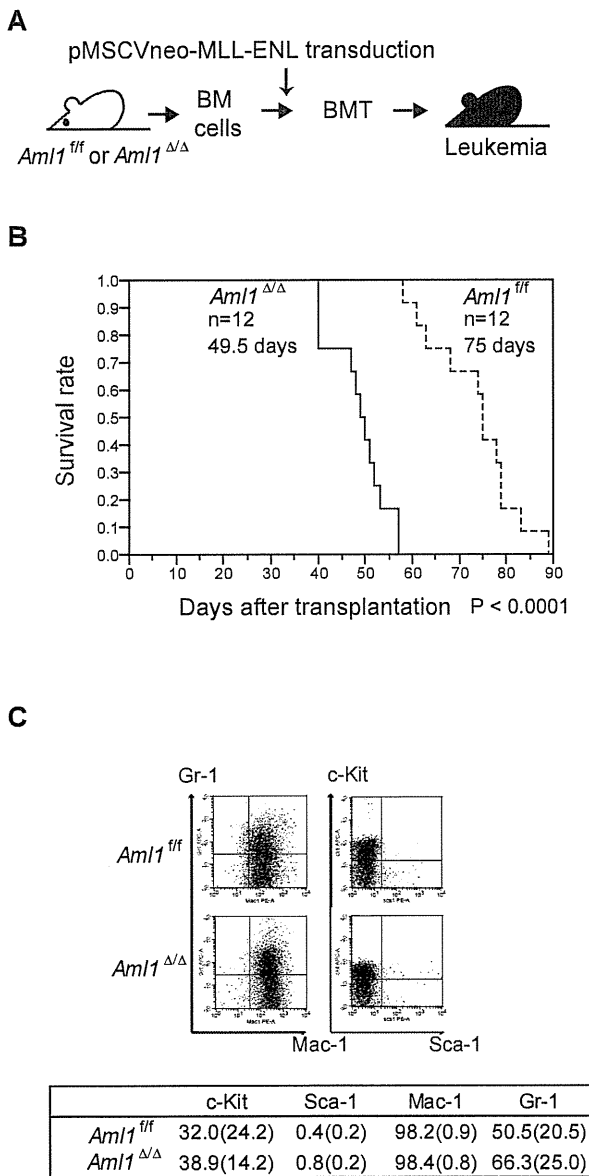 A
pMSCVneo-MLL-ENL transduction
BM cells
BMT
Aml1 f/f or Aml1 Δ/Δ
Leukemia
B
Survival rate
1.0
0.9
0.8
0.7
0.6
0.5
0.4
0.3
0.2
0.1
0.0
Aml1 Δ/Δ
n=12
49.5 days
Aml1 f/f
n=12
75 days
0 10 20 30 40 50 60 70 80 90
Days after transplantation P < 0.0001
C
Gr-1 c-Kit
Aml1 f/f
Aml1 Δ/Δ
Mac-1 Sca-1
c-Kit Sca-1 Mac-1 Gr-1
Aml1 f/f 32.0(24.2) 0.4(0.2) 98.2(0.9) 50.5(20.5)
Aml1 Δ/Δ 38.9(14.2) 0.8(0.2) 98.4(0.8) 66.3(25.0)